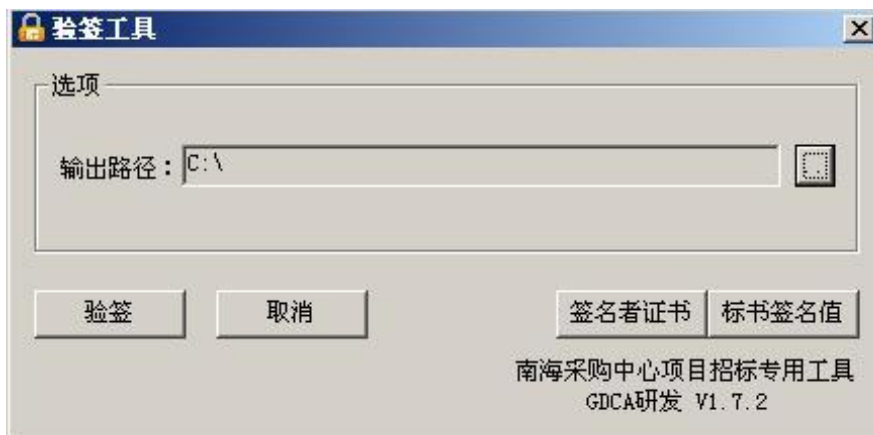 验签工具
选项
输出路径：C:\
验签 取消 签名者证书 标书签名值
南海采购中心项目招标专用工具
GDCA研发 V1.7.2